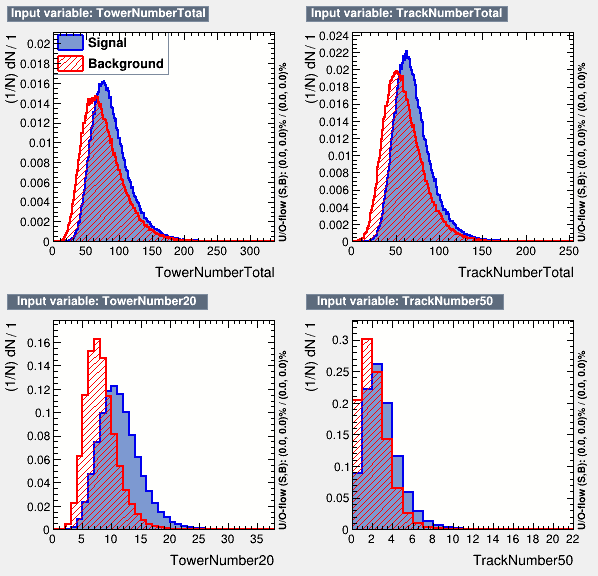 Input variable: TowerNumberTotal
(1/N) dN / 1
0.02
0.018
0.016
0.014
0.012
0.01
0.008
0.006
0.004
0.002
0
Signal
Background
0 50 100 150 200 250 300
TowerNumberTotal
U/O-flow (S,B): (0.0, 0.0)% / (0.0, 0.0)%
Input variable: TrackNumberTotal
(1/N) dN / 1
0.024
0.022
0.02
0.018
0.016
0.014
0.012
0.01
0.008
0.006
0.004
0.002
0
0 50 100 150 200 250
TrackNumberTotal
U/O-flow (S,B): (0.0, 0.0)% / (0.0, 0.0)%
Input variable: TowerNumber20
(1/N) dN / 1
0.16
0.14
0.12
0.1
0.08
0.06
0.04
0.02
0
0 5 10 15 20 25 30 35
TowerNumber20
U/O-flow (S,B): (0.0, 0.0)% / (0.0, 0.0)%
Input variable: TrackNumber50
(1/N) dN / 1
0.3
0.25
0.2
0.15
0.1
0.05
0
0 2 4 6 8 10 12 14 16 18 20 22
TrackNumber50
U/O-flow (S,B): (0.0, 0.0)% / (0.0, 0.0)%